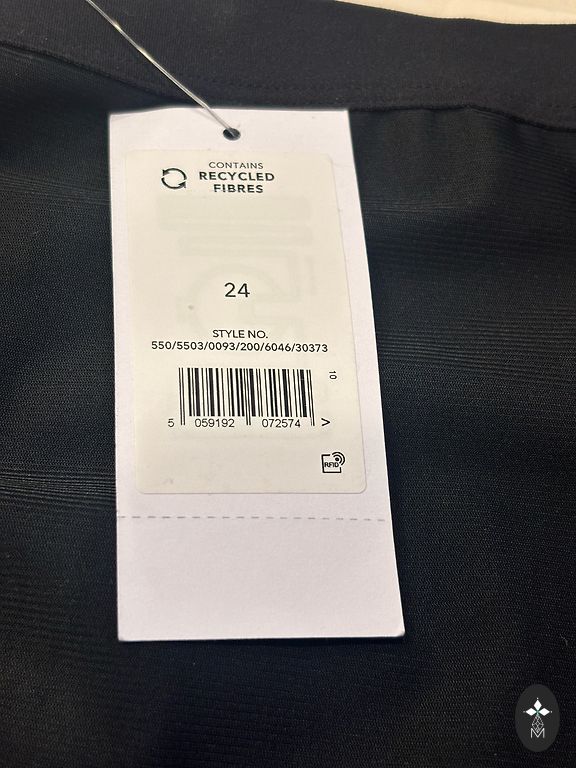 CONTAINS
RECYCLED
FIBRES
24
STYLE NO.
550/5503/0093/200/6046/30373
10
5 059192 072574 >
RFID
M